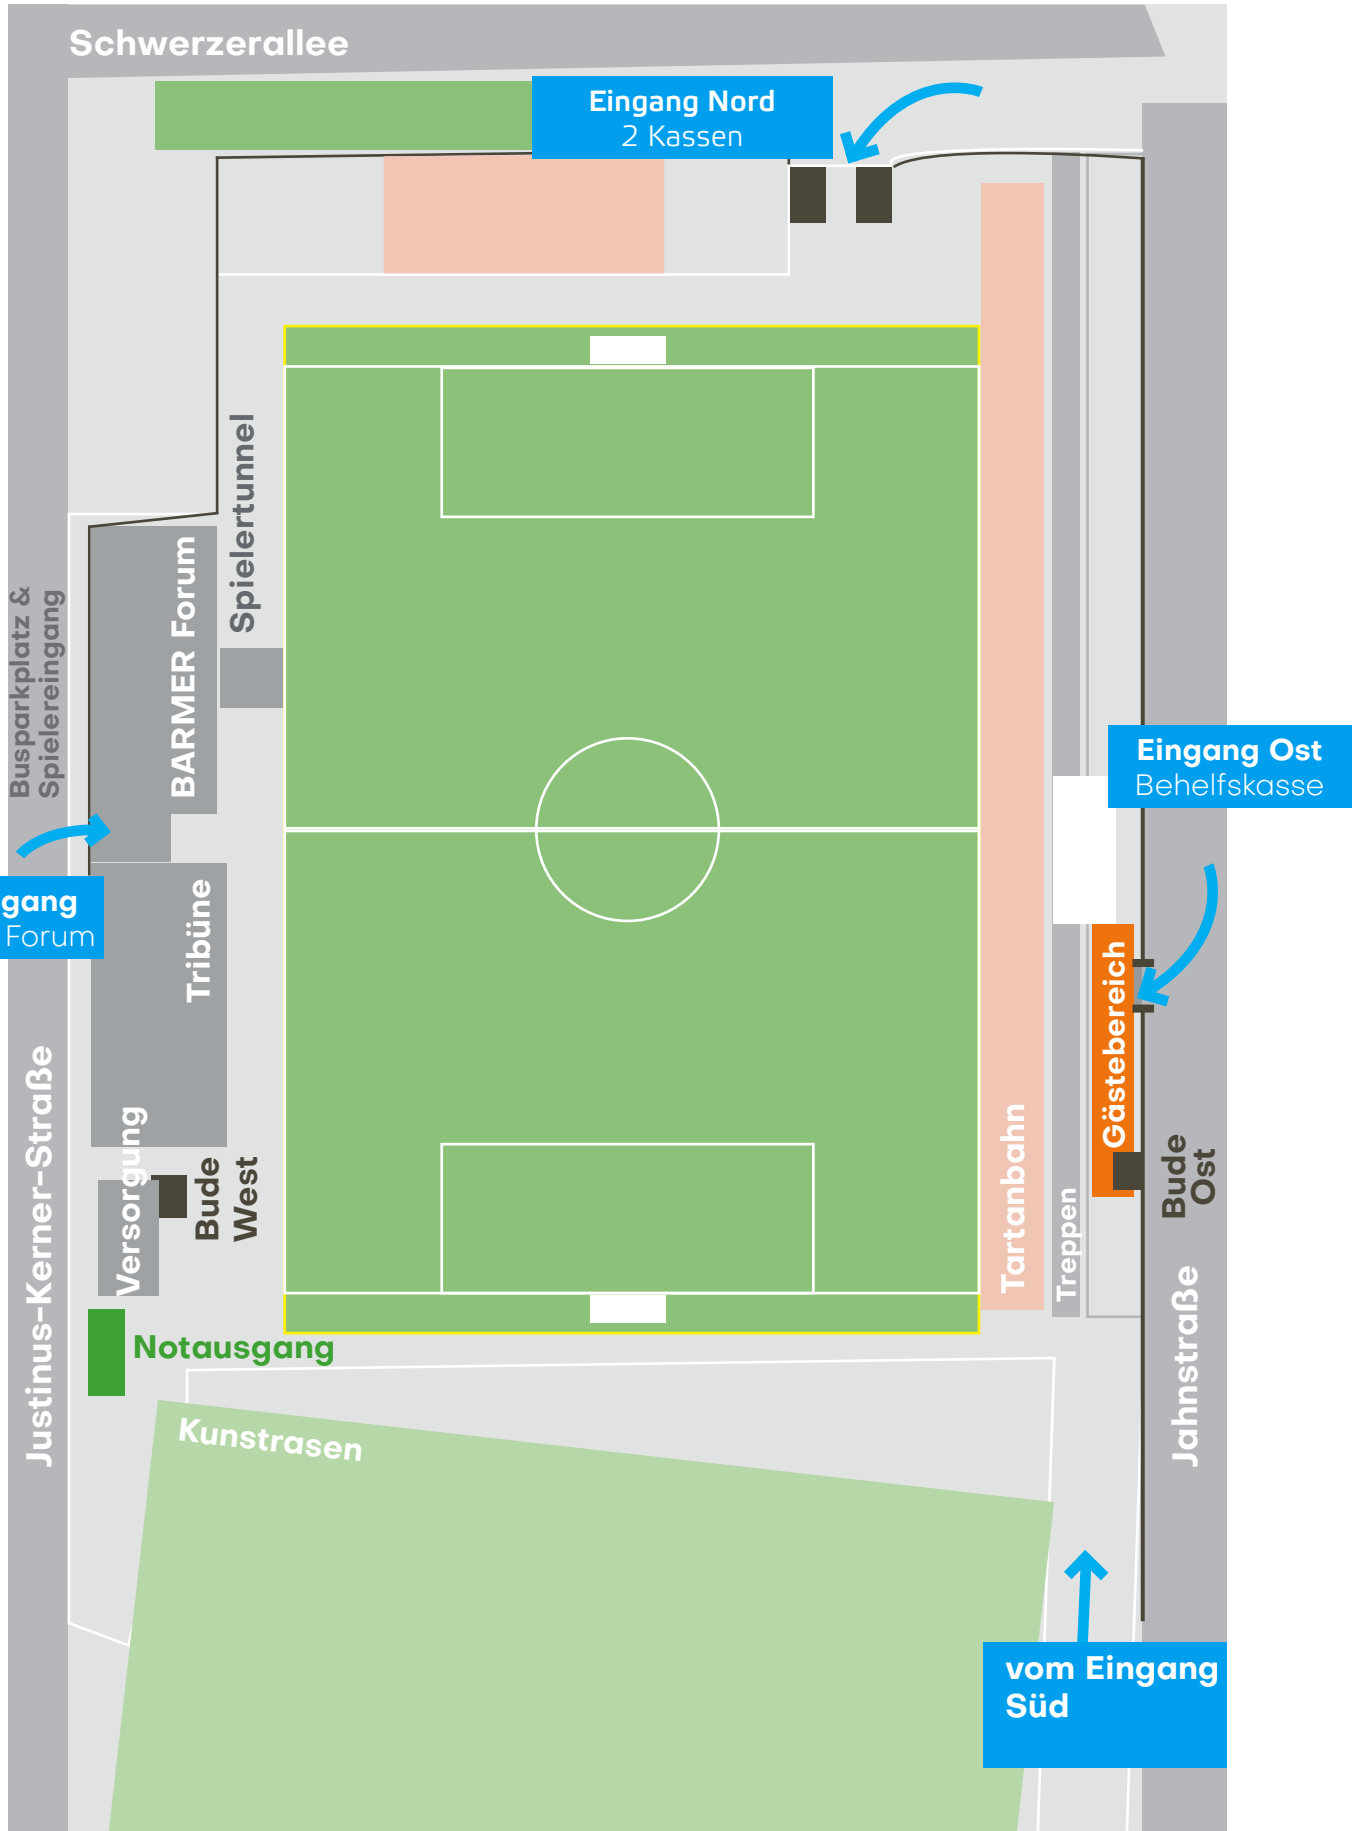 Schwerzerallee
Eingang Nord
2 Kassen
Spielertunnel
BARMER Forum
Busparkplatz &
Spielereingang
Eingang Ost
Behelfskasse
gang
Forum
Tribüne
Gästebereich
Justinus-Kerner-Straße
Versorgung
Bude
West
Tartanbahn
Treppen
Bude
Ost
Jahnstraße
Notausgang
Kunstrasen
vom Eingang
Süd